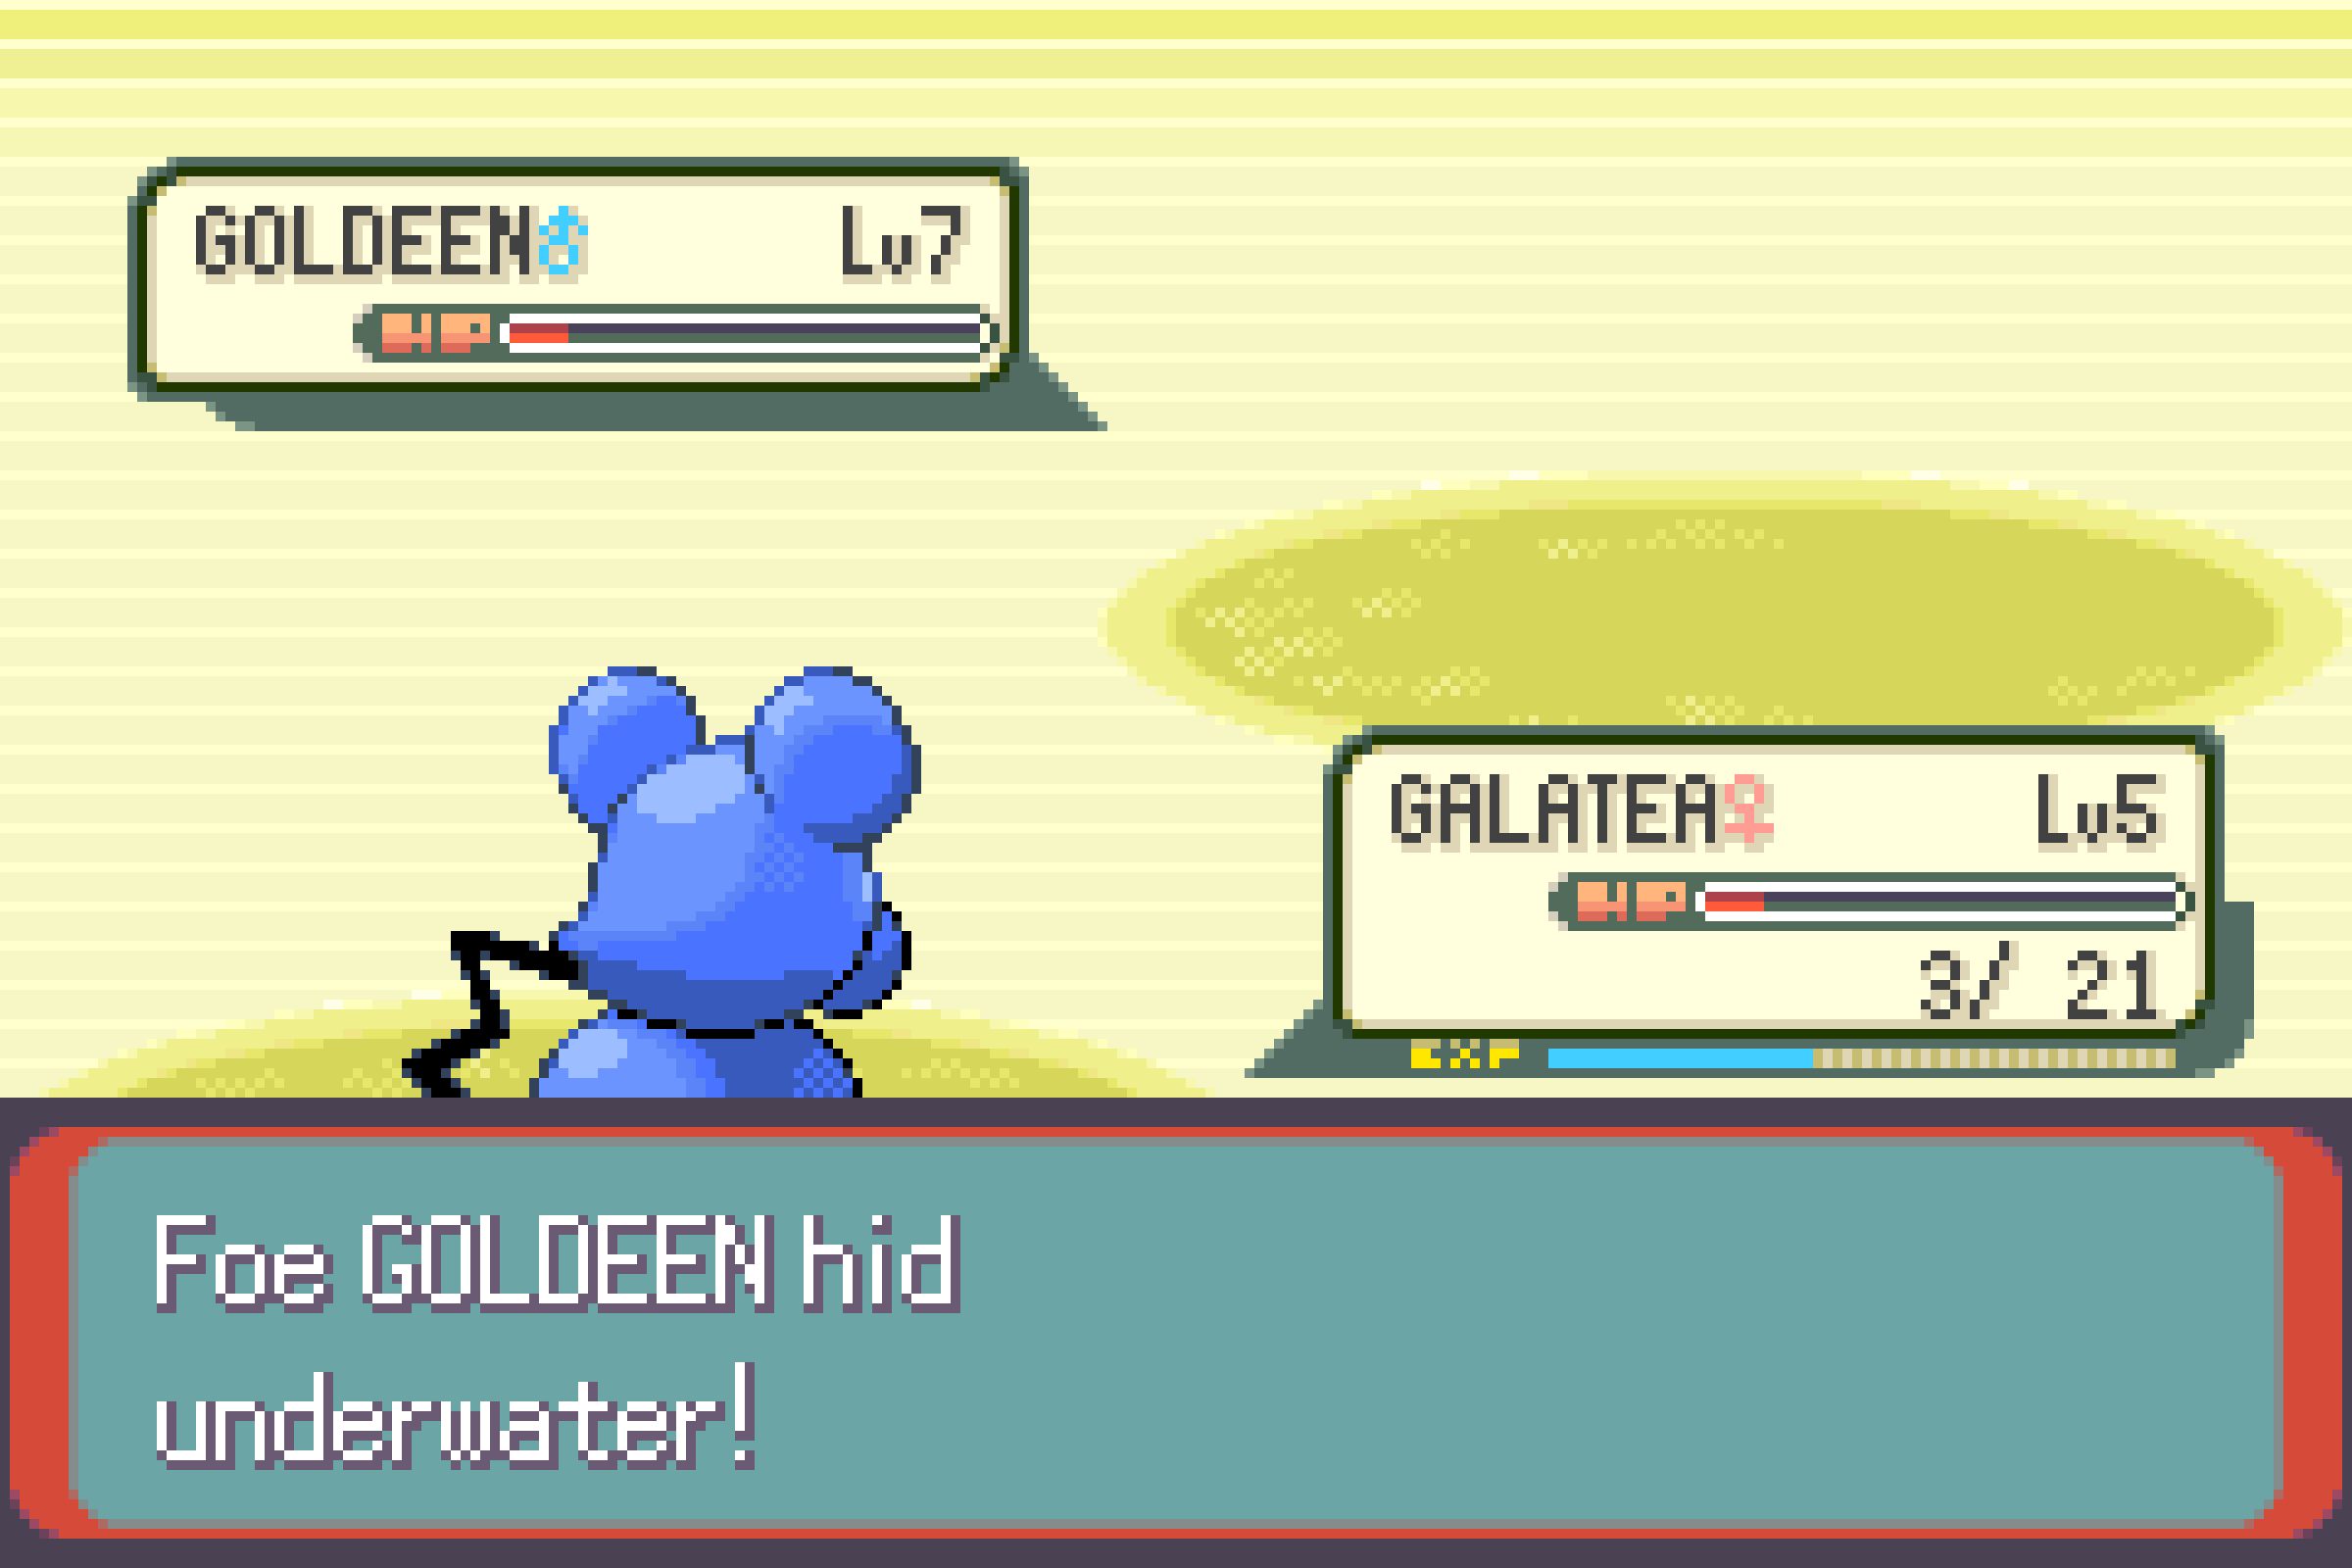 GOLDEEN♂ Lv7
HP
GALATEA♀ Lv5
HP
3/ 21
EXP
Foe GOLDEEN hid
underwater!